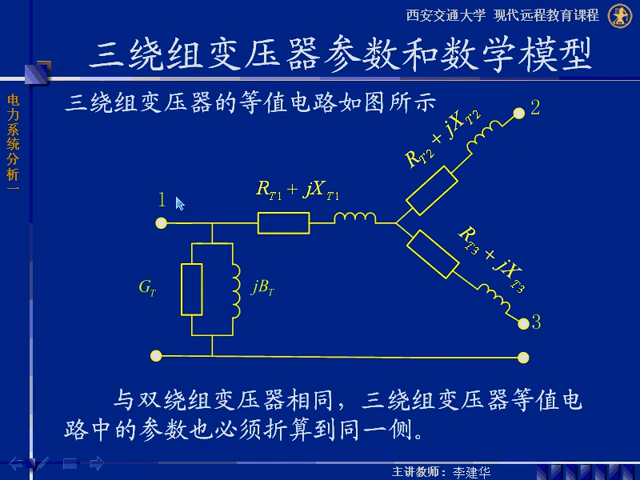 西安交通大学 现代远程教育课程
三绕组变压器参数和数学模型
电力系统分析一
三绕组变压器的等值电路如图所示
2
R_{T2} + jX_{T2}
1
R_{T1} + jX_{T1}
R_{T3} + jX_{T3}
G_T
jB_T
3
与双绕组变压器相同，三绕组变压器等值电
路中的参数也必须折算到同一侧。
主讲教师：李建华